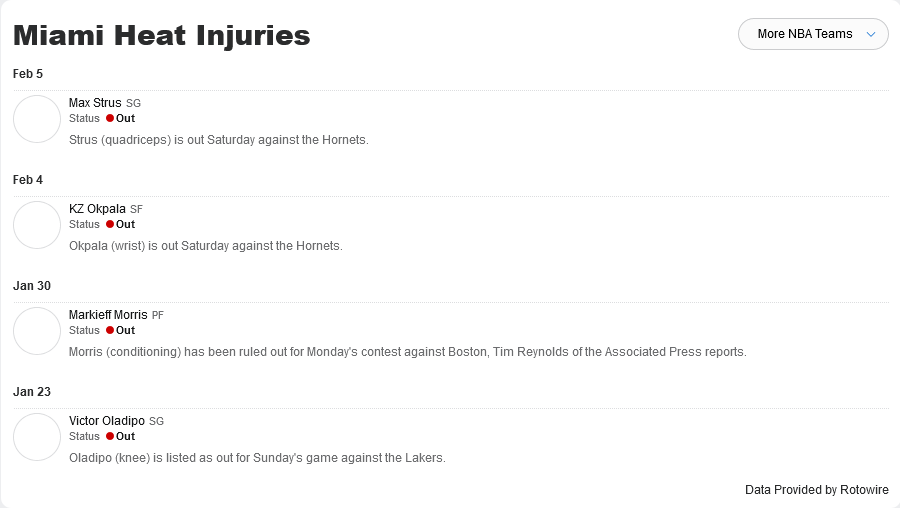 Miami Heat Injuries
More NBA Teams
Feb 5
Max Strus SG
Status Out
Strus (quadriceps) is out Saturday against the Hornets.
Feb 4
KZ Okpala SF
Status Out
Okpala (wrist) is out Saturday against the Hornets.
Jan 30
Markieff Morris PF
Status Out
Morris (conditioning) has been ruled out for Monday's contest against Boston, Tim Reynolds of the Associated Press reports.
Jan 23
Victor Oladipo SG
Status Out
Oladipo (knee) is listed as out for Sunday's game against the Lakers.
Data Provided by Rotowire